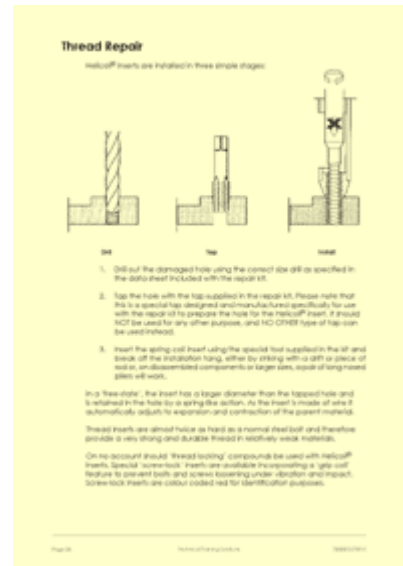 Thread Repair
Helicoil® inserts are installed in three simple stages:
Drill Tap Install
1. Drill out the damaged hole using the correct size drill as specified in
the data sheet included with the repair kit.
2. Tap the hole with the tap supplied in the repair kit. Please note that
this is a special tap designed and manufactured specifically for use
with the repair kit to prepare the hole for the Helicoil® insert. It should
NOT be used for any other purpose, and NO OTHER type of tap can
be used instead.
3. Insert the spring coil insert using the special tool supplied in the kit and
break off the installation tang, either by striking with a drift or piece of
rod or, on disassembled components or larger sizes, a pair of long nosed
pliers will work.
In a 'free-state', the insert has a larger diameter than the tapped hole and
is retained in the hole by a spring-like action. As the insert is made of wire it
automatically adjusts to expansion and contraction of the parent material.
Thread inserts are almost twice as hard as a normal steel bolt and therefore
provide a very strong and durable thread in relatively weak materials.
On no account should 'thread locking' compounds be used with Helicoil®
inserts. Special 'screw-lock' inserts are available incorporating a 'grip coil'
feature to prevent bolts and screws loosening under vibration and impact.
Screw-lock inserts are colour coded red for identification purposes.
Page
Technical Training Solutions